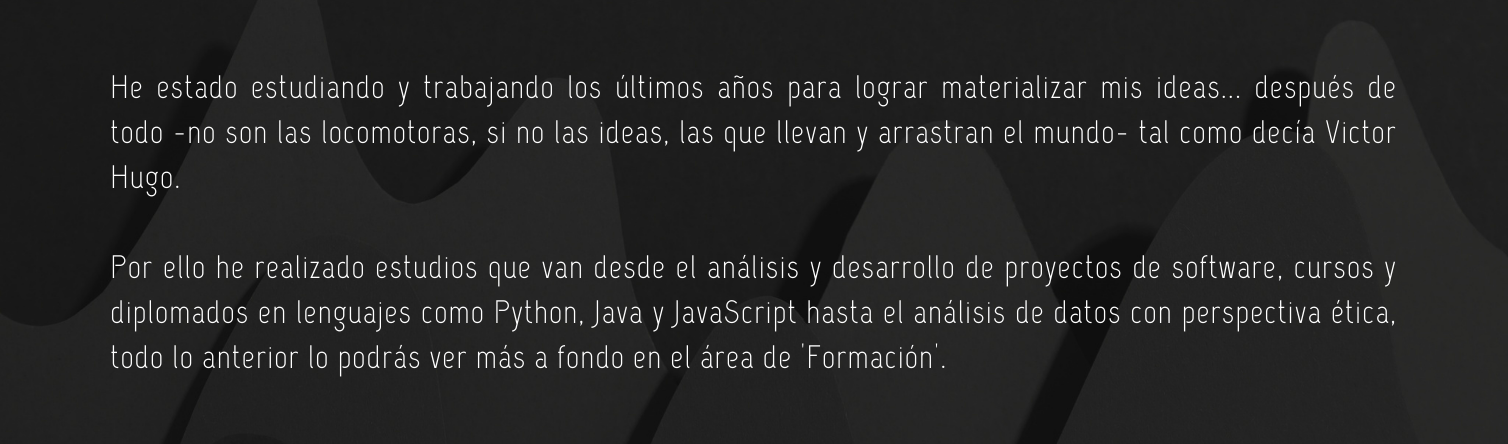 He estado estudiando y trabajando los últimos años para lograr materializar mis ideas... después de
todo -no son las locomotoras, si no las ideas, las que llevan y arrastran el mundo- tal como decía Victor
Hugo.
Por ello he realizado estudios que van desde el análisis y desarrollo de proyectos de software, cursos y
diplomados en lenguajes como Python, Java y JavaScript hasta el análisis de datos con perspectiva ética,
todo lo anterior lo podrás ver más a fondo en el área de 'Formación'.